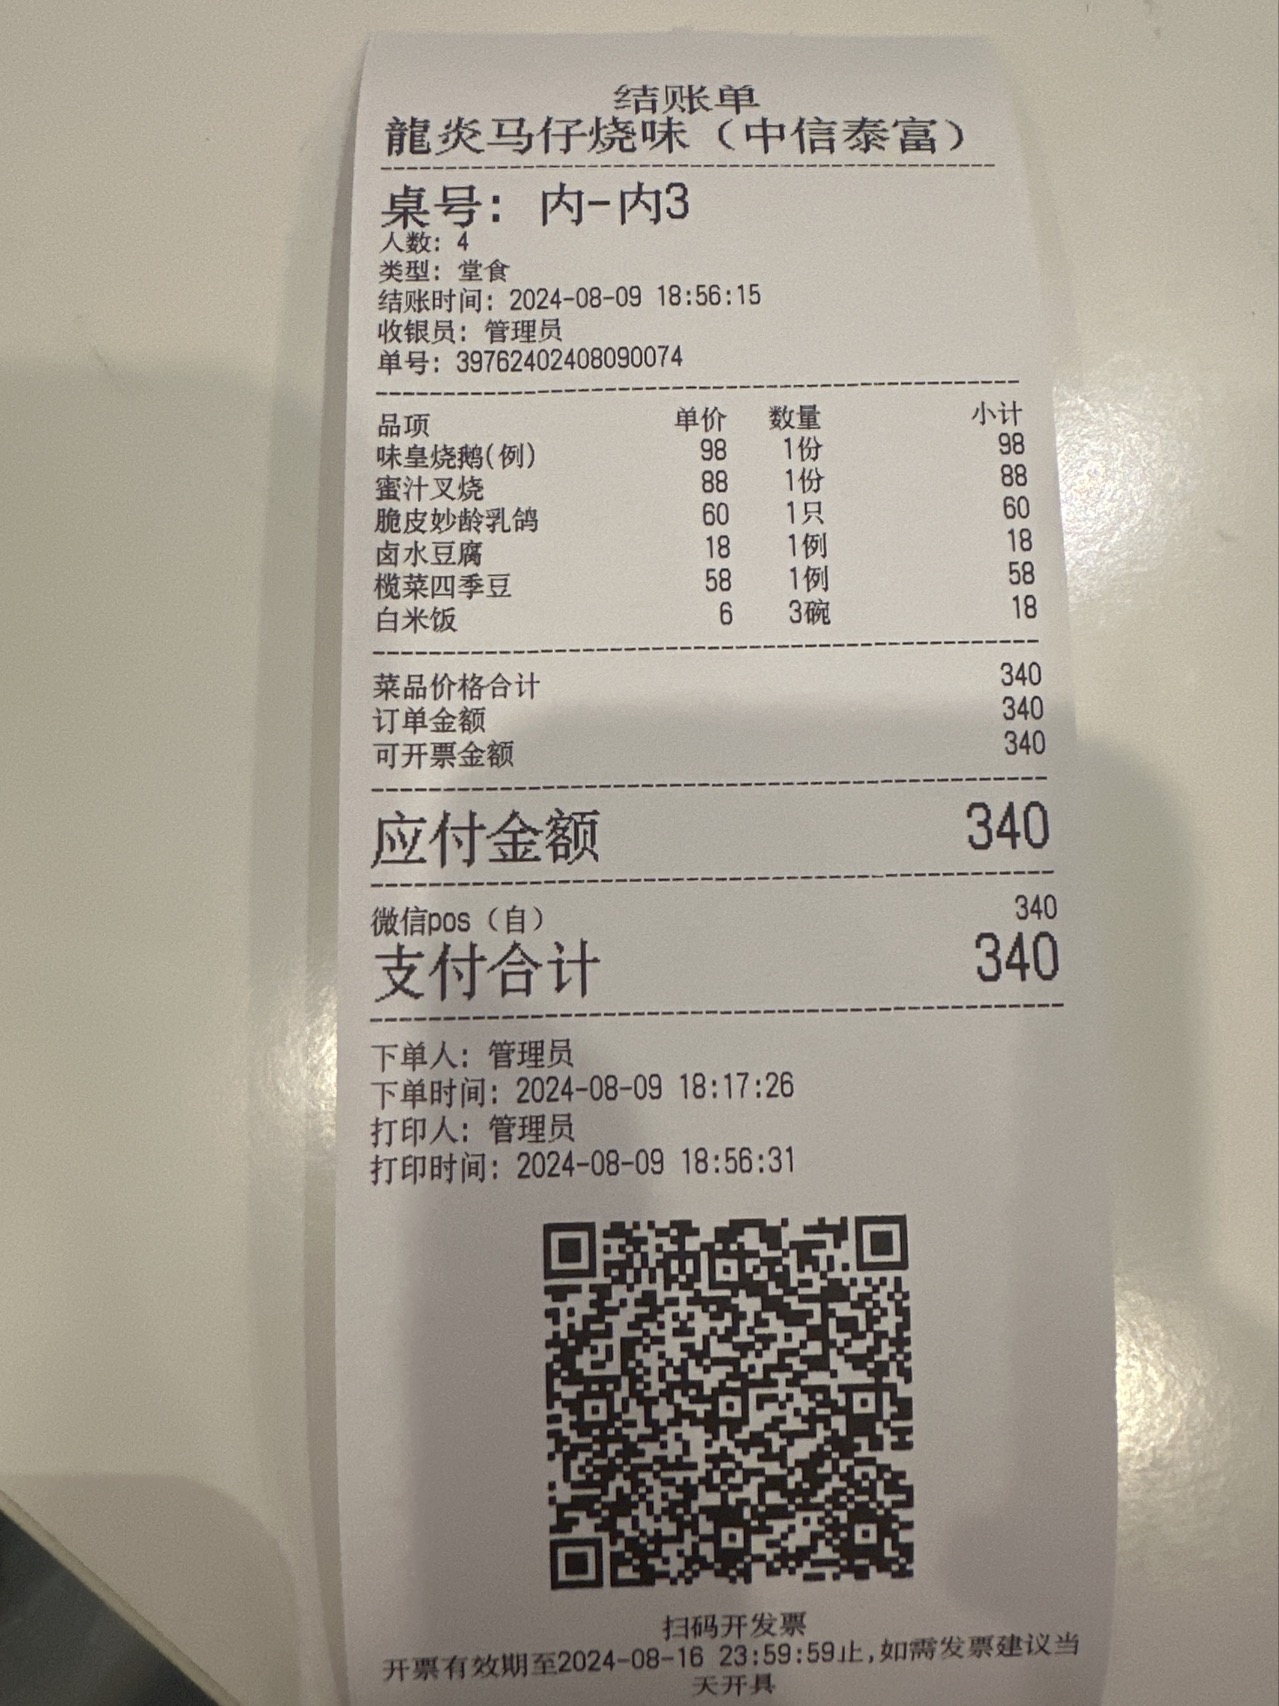 结账单
龍炎马仔烧味（中信泰富）
桌号: 内-内3
人数: 4
类型: 堂食
结账时间: 2024-08-09 18:56:15
收银员: 管理员
单号: 39762402408090074
品项 单价 数量 小计
味皇烧鹅(例) 98 1份 98
蜜汁叉烧 88 1份 88
脆皮妙龄乳鸽 60 1只 60
卤水豆腐 18 1例 18
榄菜四季豆 58 1例 58
白米饭 6 3碗 18
菜品价格合计 340
订单金额 340
可开票金额 340
应付金额 340
微信pos（自） 340
支付合计 340
下单人: 管理员
下单时间: 2024-08-09 18:17:26
打印人: 管理员
打印时间: 2024-08-09 18:56:31
扫码开发票
开票有效期至2024-08-16 23:59:59止,如需发票建议当
天开具